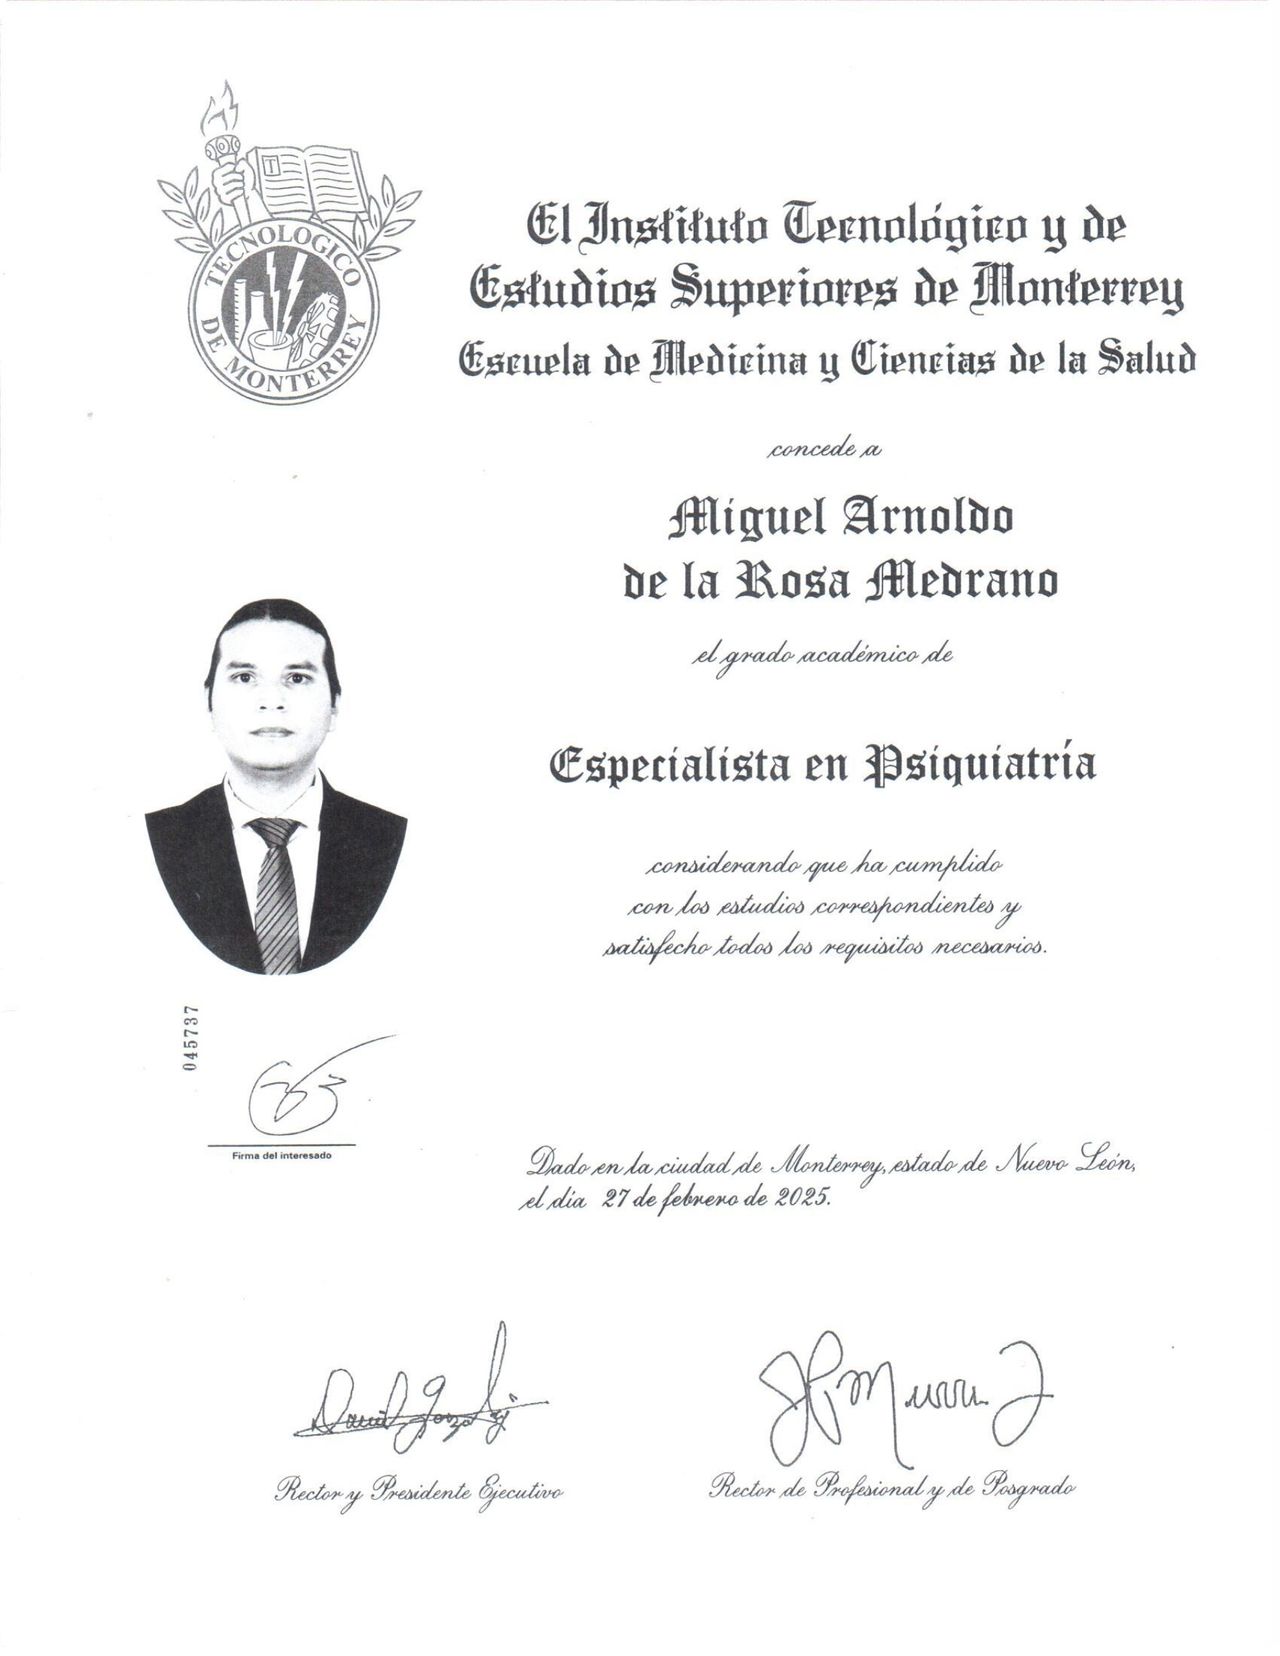 TECNOLOGICO
DE MONTERREY
T
El Instituto Tecnológico y de
Estudios Superiores de Monterrey
Escuela de Medicina y Ciencias de la Salud
concede a
Miguel Arnoldo
de la Rosa Medrano
el grado académico de
Especialista en Psiquiatría
considerando que ha cumplido
con los estudios correspondientes y
satisfecho todos los requisitos necesarios.
045737
Firma del interesado
Dado en la ciudad de Monterrey, estado de Nuevo León,
el día 27 de febrero de 2025.
Rector y Presidente Ejecutivo
Rector de Profesional y de Posgrado